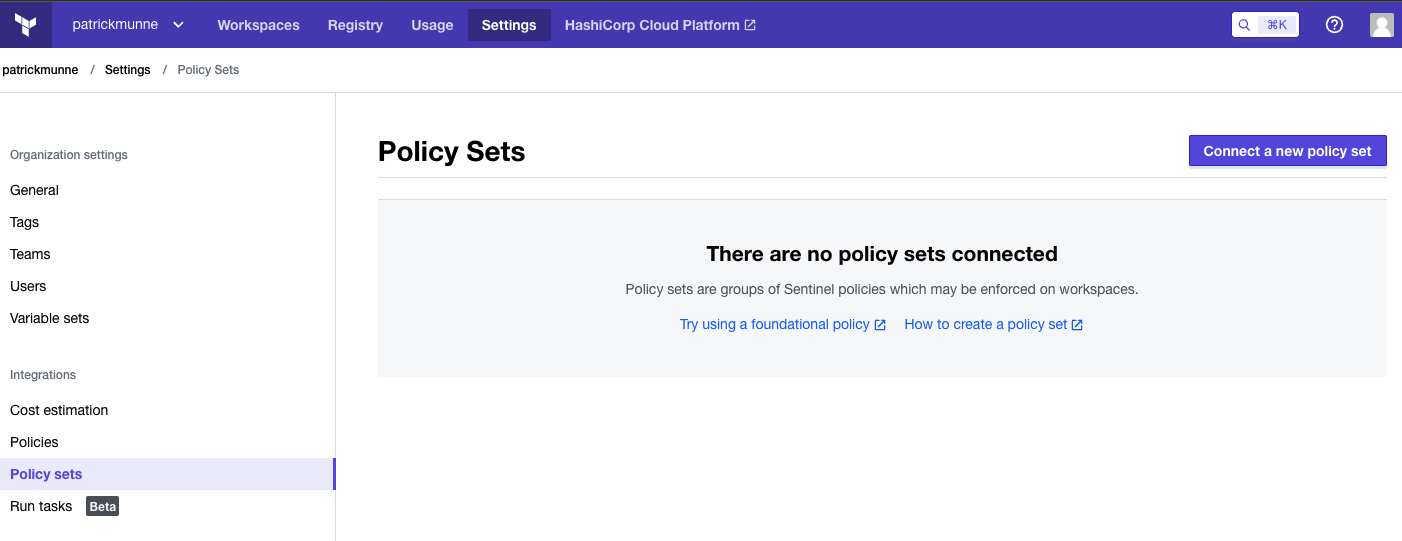 patrickmunne Workspaces Registry Usage Settings HashiCorp Cloud Platform ⌘K
patrickmunne / Settings / Policy Sets
Organization settings
General
Tags
Teams
Users
Variable sets
Integrations
Cost estimation
Policies
Policy sets
Run tasks Beta
Policy Sets
Connect a new policy set
There are no policy sets connected
Policy sets are groups of Sentinel policies which may be enforced on workspaces.
Try using a foundational policy How to create a policy set